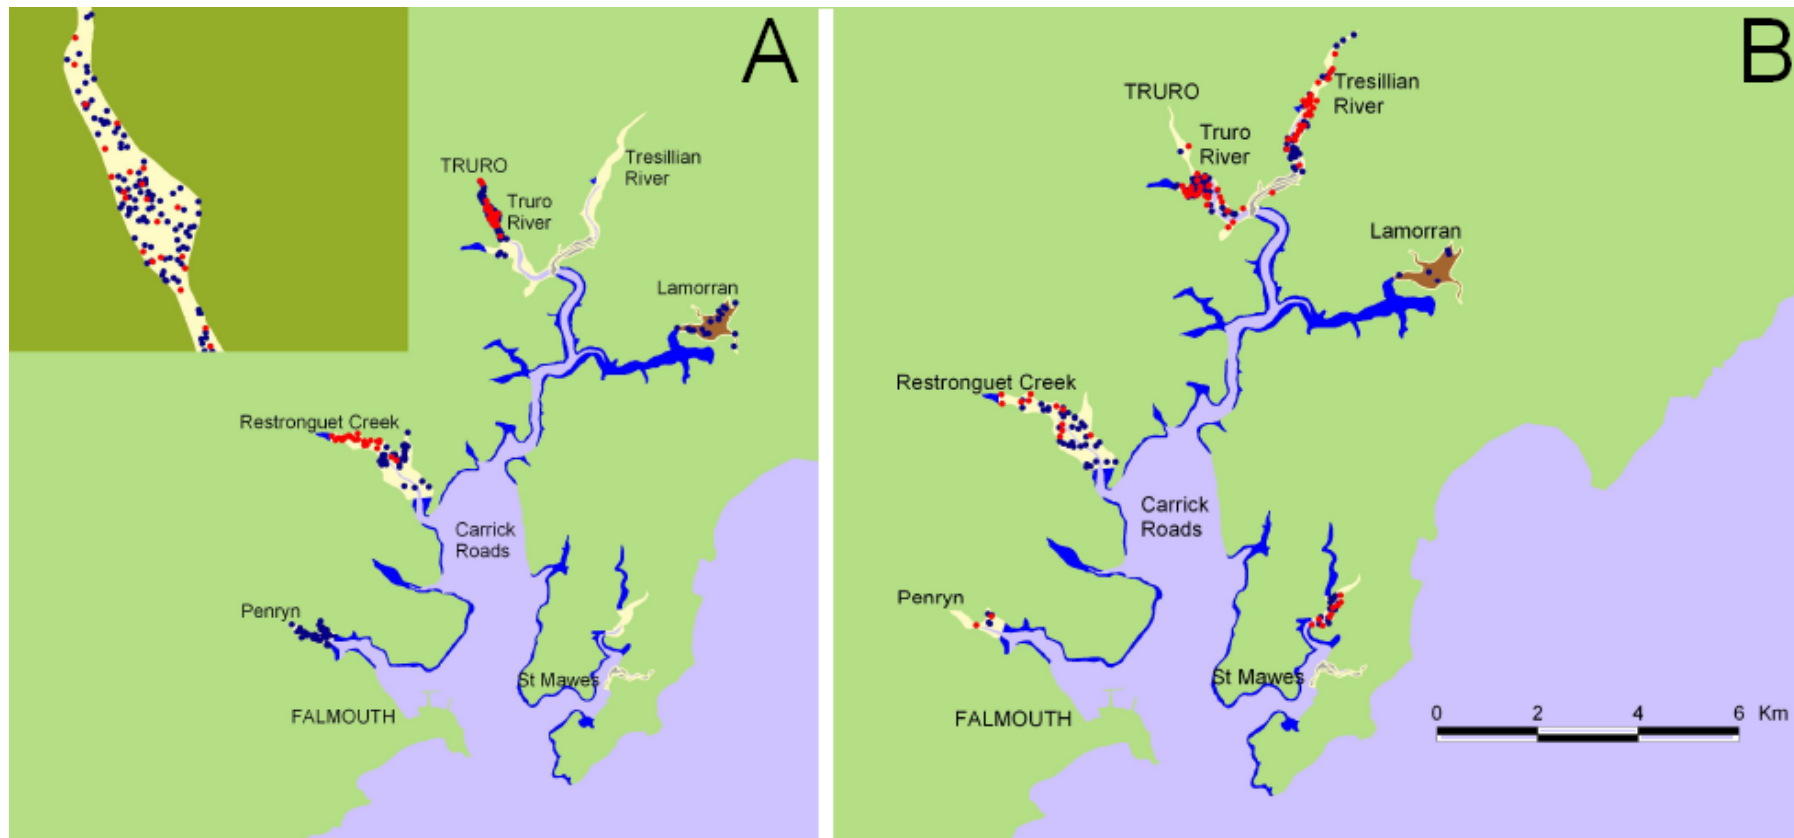 A
TRURO
Tresillian
River
Truro
River
Lamorran
Restronguet Creek
Carrick
Roads
Penryn
St Mawes
FALMOUTH
B
TRURO
Tresillian
River
Truro
River
Lamorran
Restronguet Creek
Carrick
Roads
Penryn
St Mawes
FALMOUTH
0 2 4 6 Km